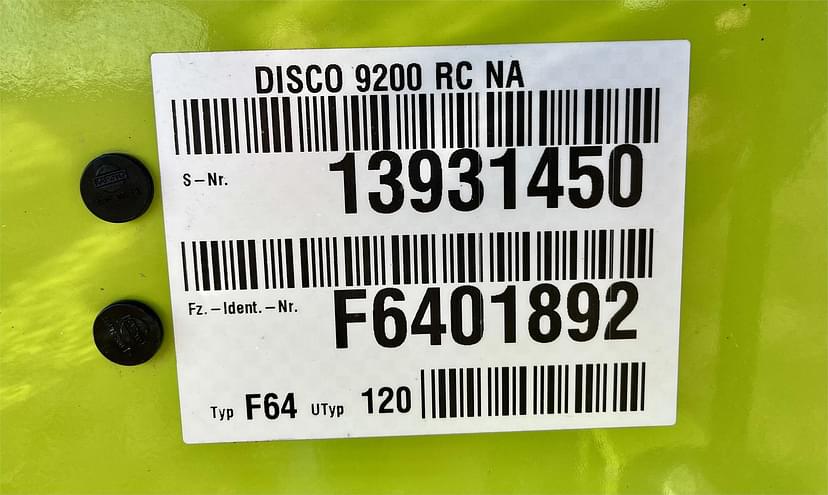 DISCO 9200 RC NA
S-Nr. 13931450
Fz.-Ident.-Nr. F6401892
Typ F64 UTyp 120